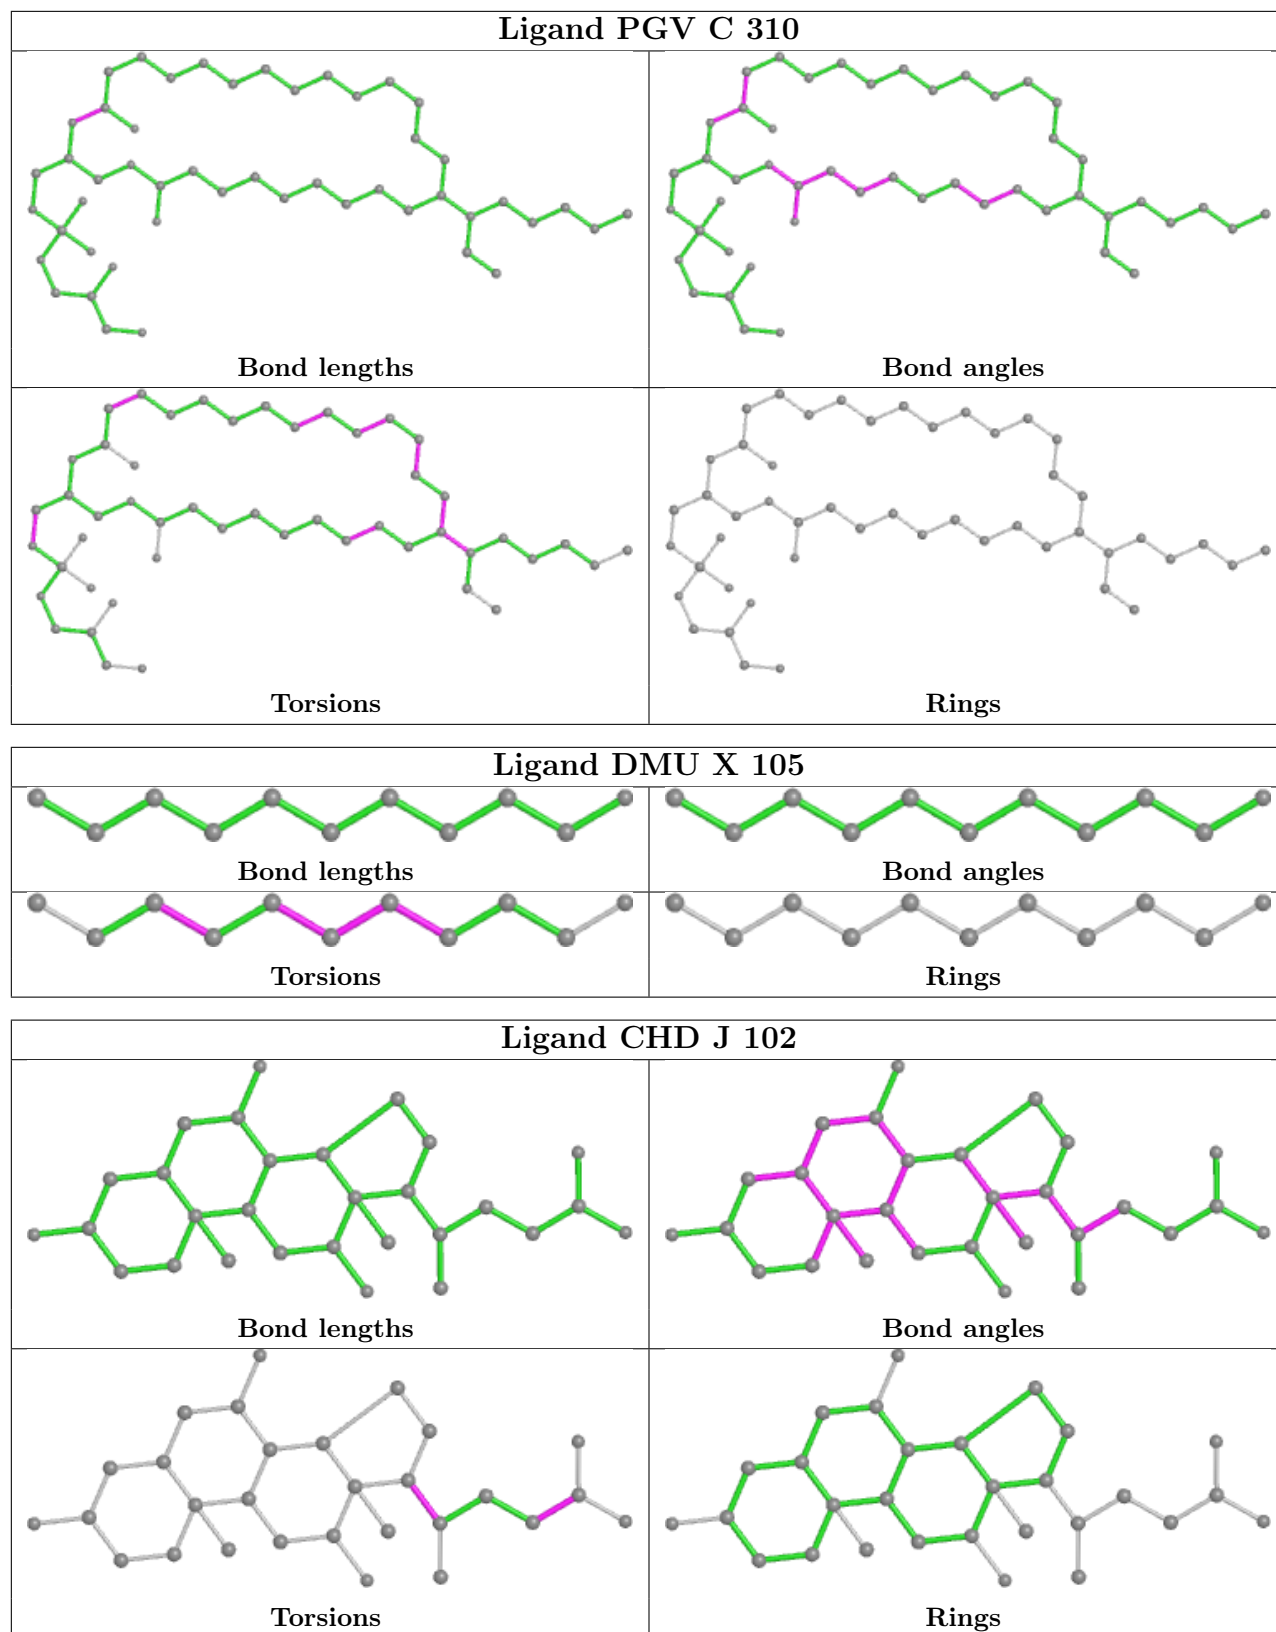 Ligand PGV C 310
Bond lengths
Bond angles
Torsions
Rings
Ligand DMU X 105
Bond lengths
Bond angles
Torsions
Rings
Ligand CHD J 102
Bond lengths
Bond angles
Torsions
Rings